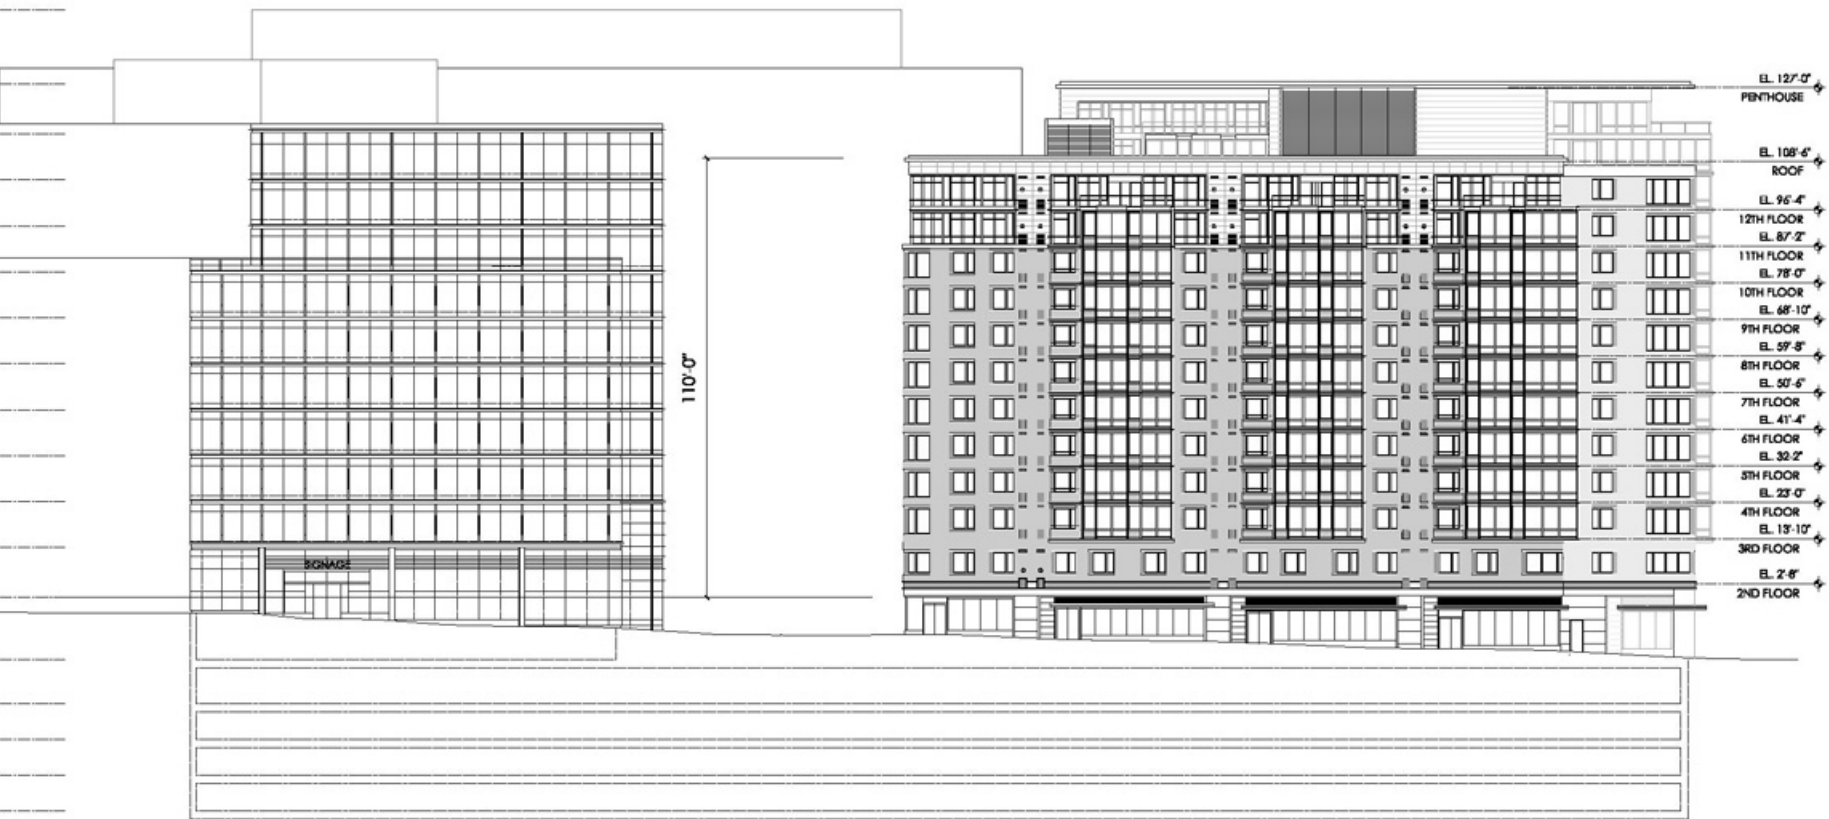 EL. 127'-0"
PENTHOUSE
EL. 108'-6"
ROOF
EL. 96'-4"
12TH FLOOR
EL. 87'-2"
11TH FLOOR
EL. 78'-0"
10TH FLOOR
EL. 68'-10"
9TH FLOOR
EL. 59'-8"
8TH FLOOR
EL. 50'-6"
7TH FLOOR
EL. 41'-4"
6TH FLOOR
EL. 32'-2"
5TH FLOOR
EL. 23'-0"
4TH FLOOR
EL. 13'-10"
3RD FLOOR
EL. 2'-8"
2ND FLOOR
110'-0"
SIGNAGE